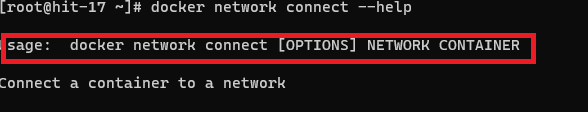 [root@hit-17 ~]# docker network connect --help
sage:  docker network connect [OPTIONS] NETWORK CONTAINER
Connect a container to a network